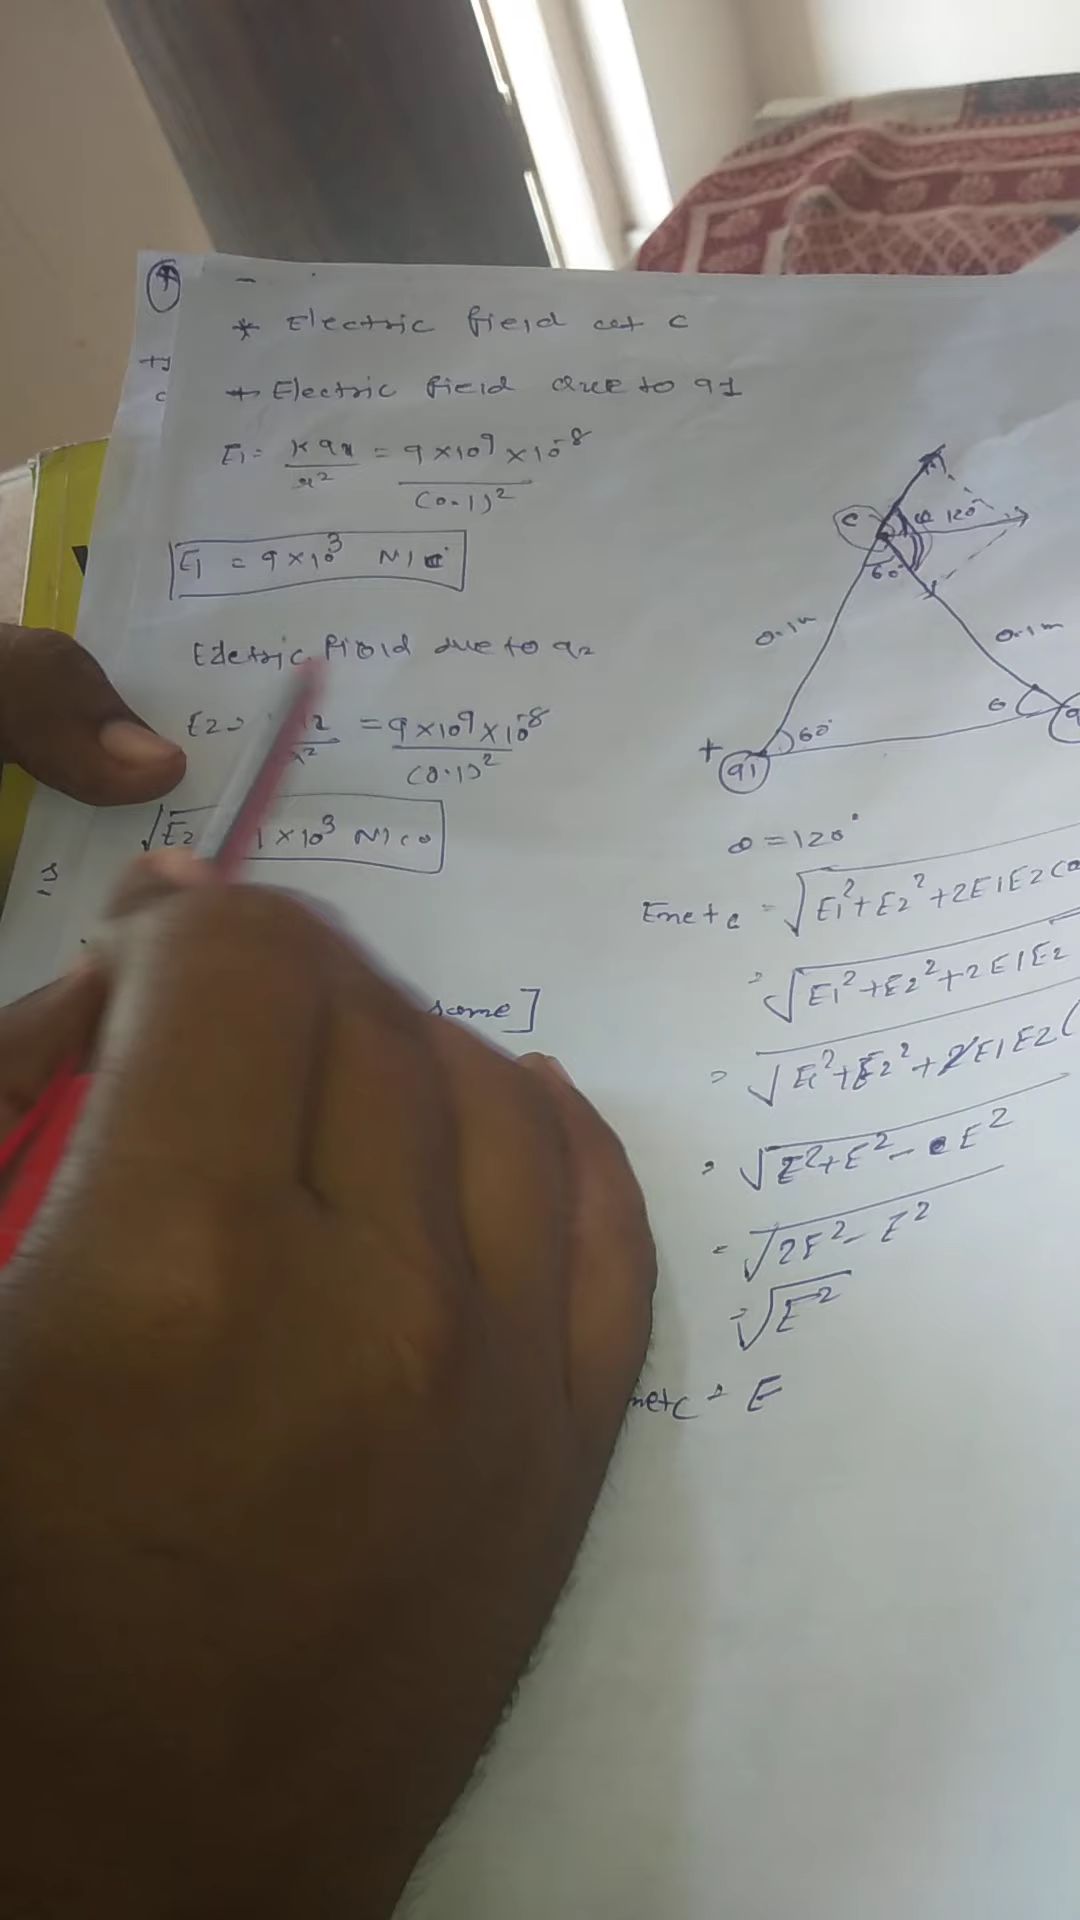 * Electric field at c
* Electric field due to q1
E1 = kq1/r² = 9×10⁹×10⁻⁸/(0.1)²
E1 = 9×10³ N/C
Eletric field due to q2
= 9×10⁹×10⁻⁸/(0.1)²
E2 ×10³ N/C
same]
C
120°
60°
0.1m
0.1m
θ
+
q1
60°
θ = 120°
Enet c = √E1²+E2²+2E1E2
= √E1²+E2²+2E1E2
= √E1²+E2²+2E1E2 (
= √E²+E²-E²
= √2E²-E²
= √E²
netC = E